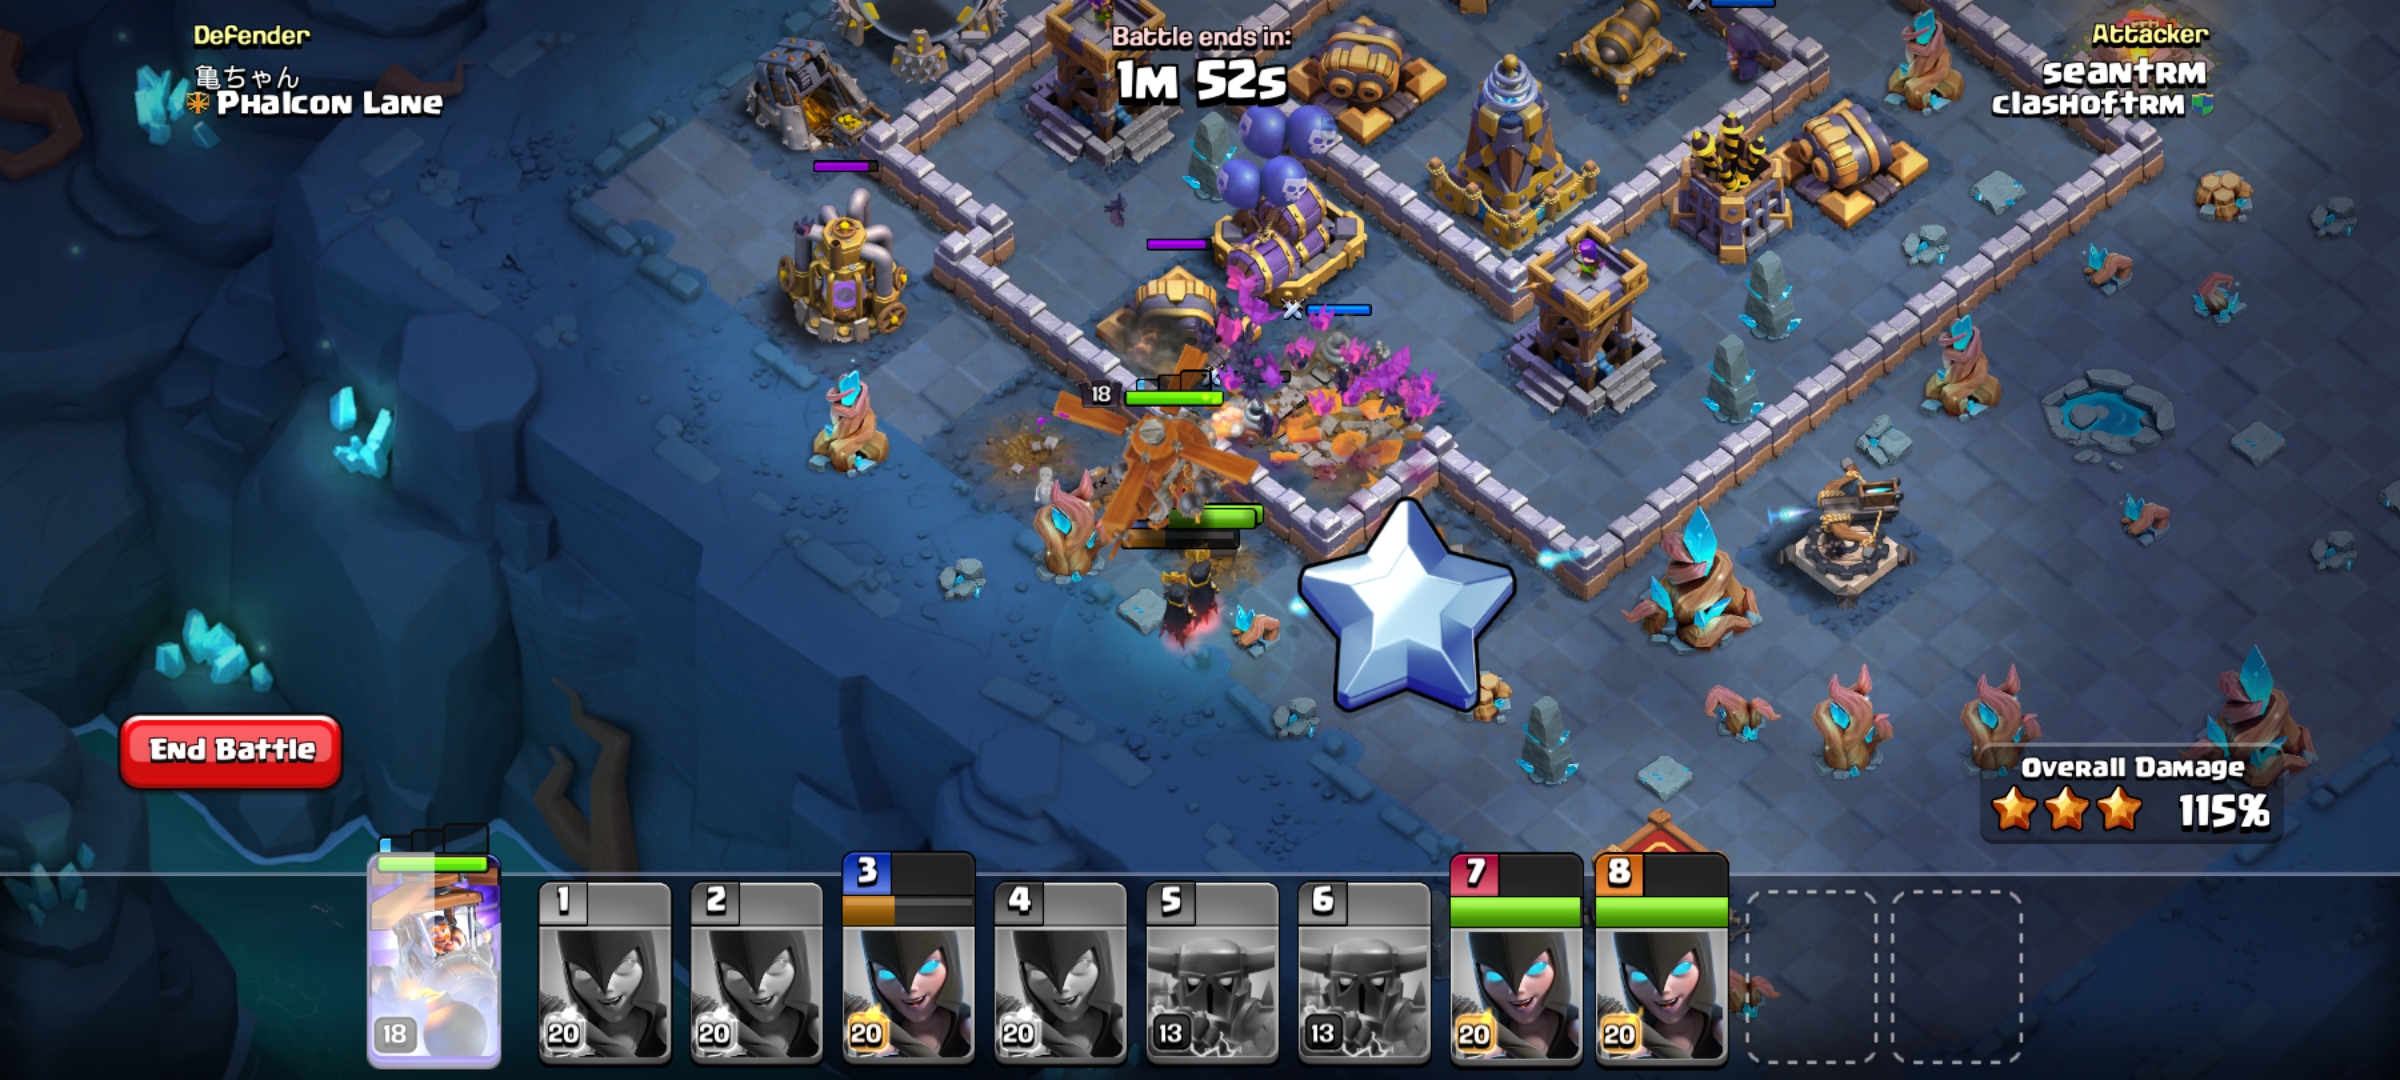 Defender
亀ちゃん
Phalcon Lane
Battle ends in:
1M 52s
Attacker
seantrm
clashoftrm
18
End Battle
Overall Damage
115%
18
1
20
2
20
3
20
4
20
5
13
6
13
7
20
8
20